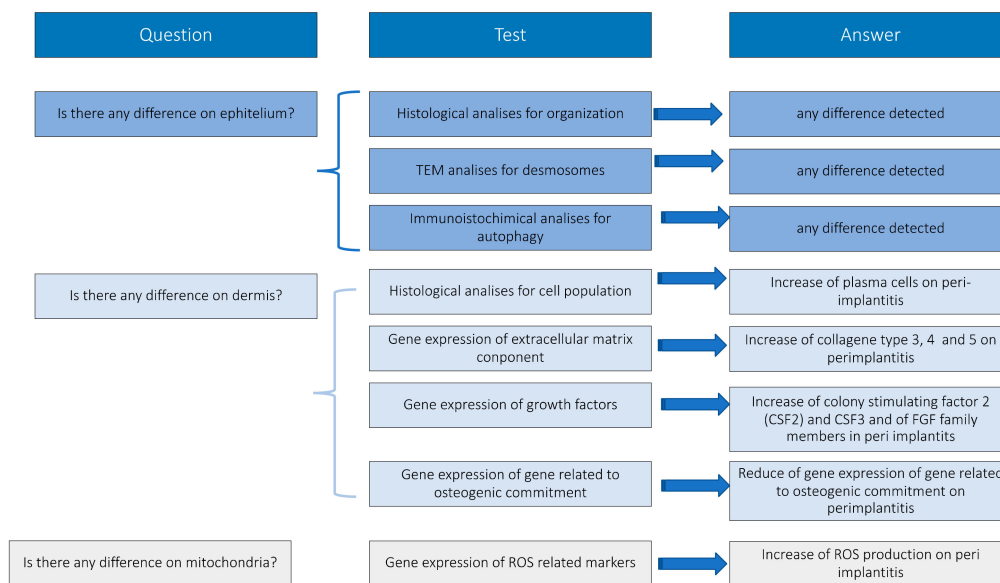 Question
Test
Answer
Is there any difference on ephitelium?
Histological analises for organization
any difference detected
TEM analises for desmosomes
any difference detected
Immunoistochimical analises for
autophagy
any difference detected
Is there any difference on dermis?
Histological analises for cell population
Increase of plasma cells on peri-
implantitis
Gene expression of extracellular matrix
conponent
Increase of collagene type 3, 4 and 5 on
perimplantitis
Gene expression of growth factors
Increase of colony stimulating factor 2
(CSF2) and CSF3 and of FGF family
members in peri implantits
Gene expression of gene related to
osteogenic commitment
Reduce of gene expression of gene related
to osteogenic commitment on
perimplantitis
Is there any difference on mitochondria?
Gene expression of ROS related markers
Increase of ROS production on peri
implantitis